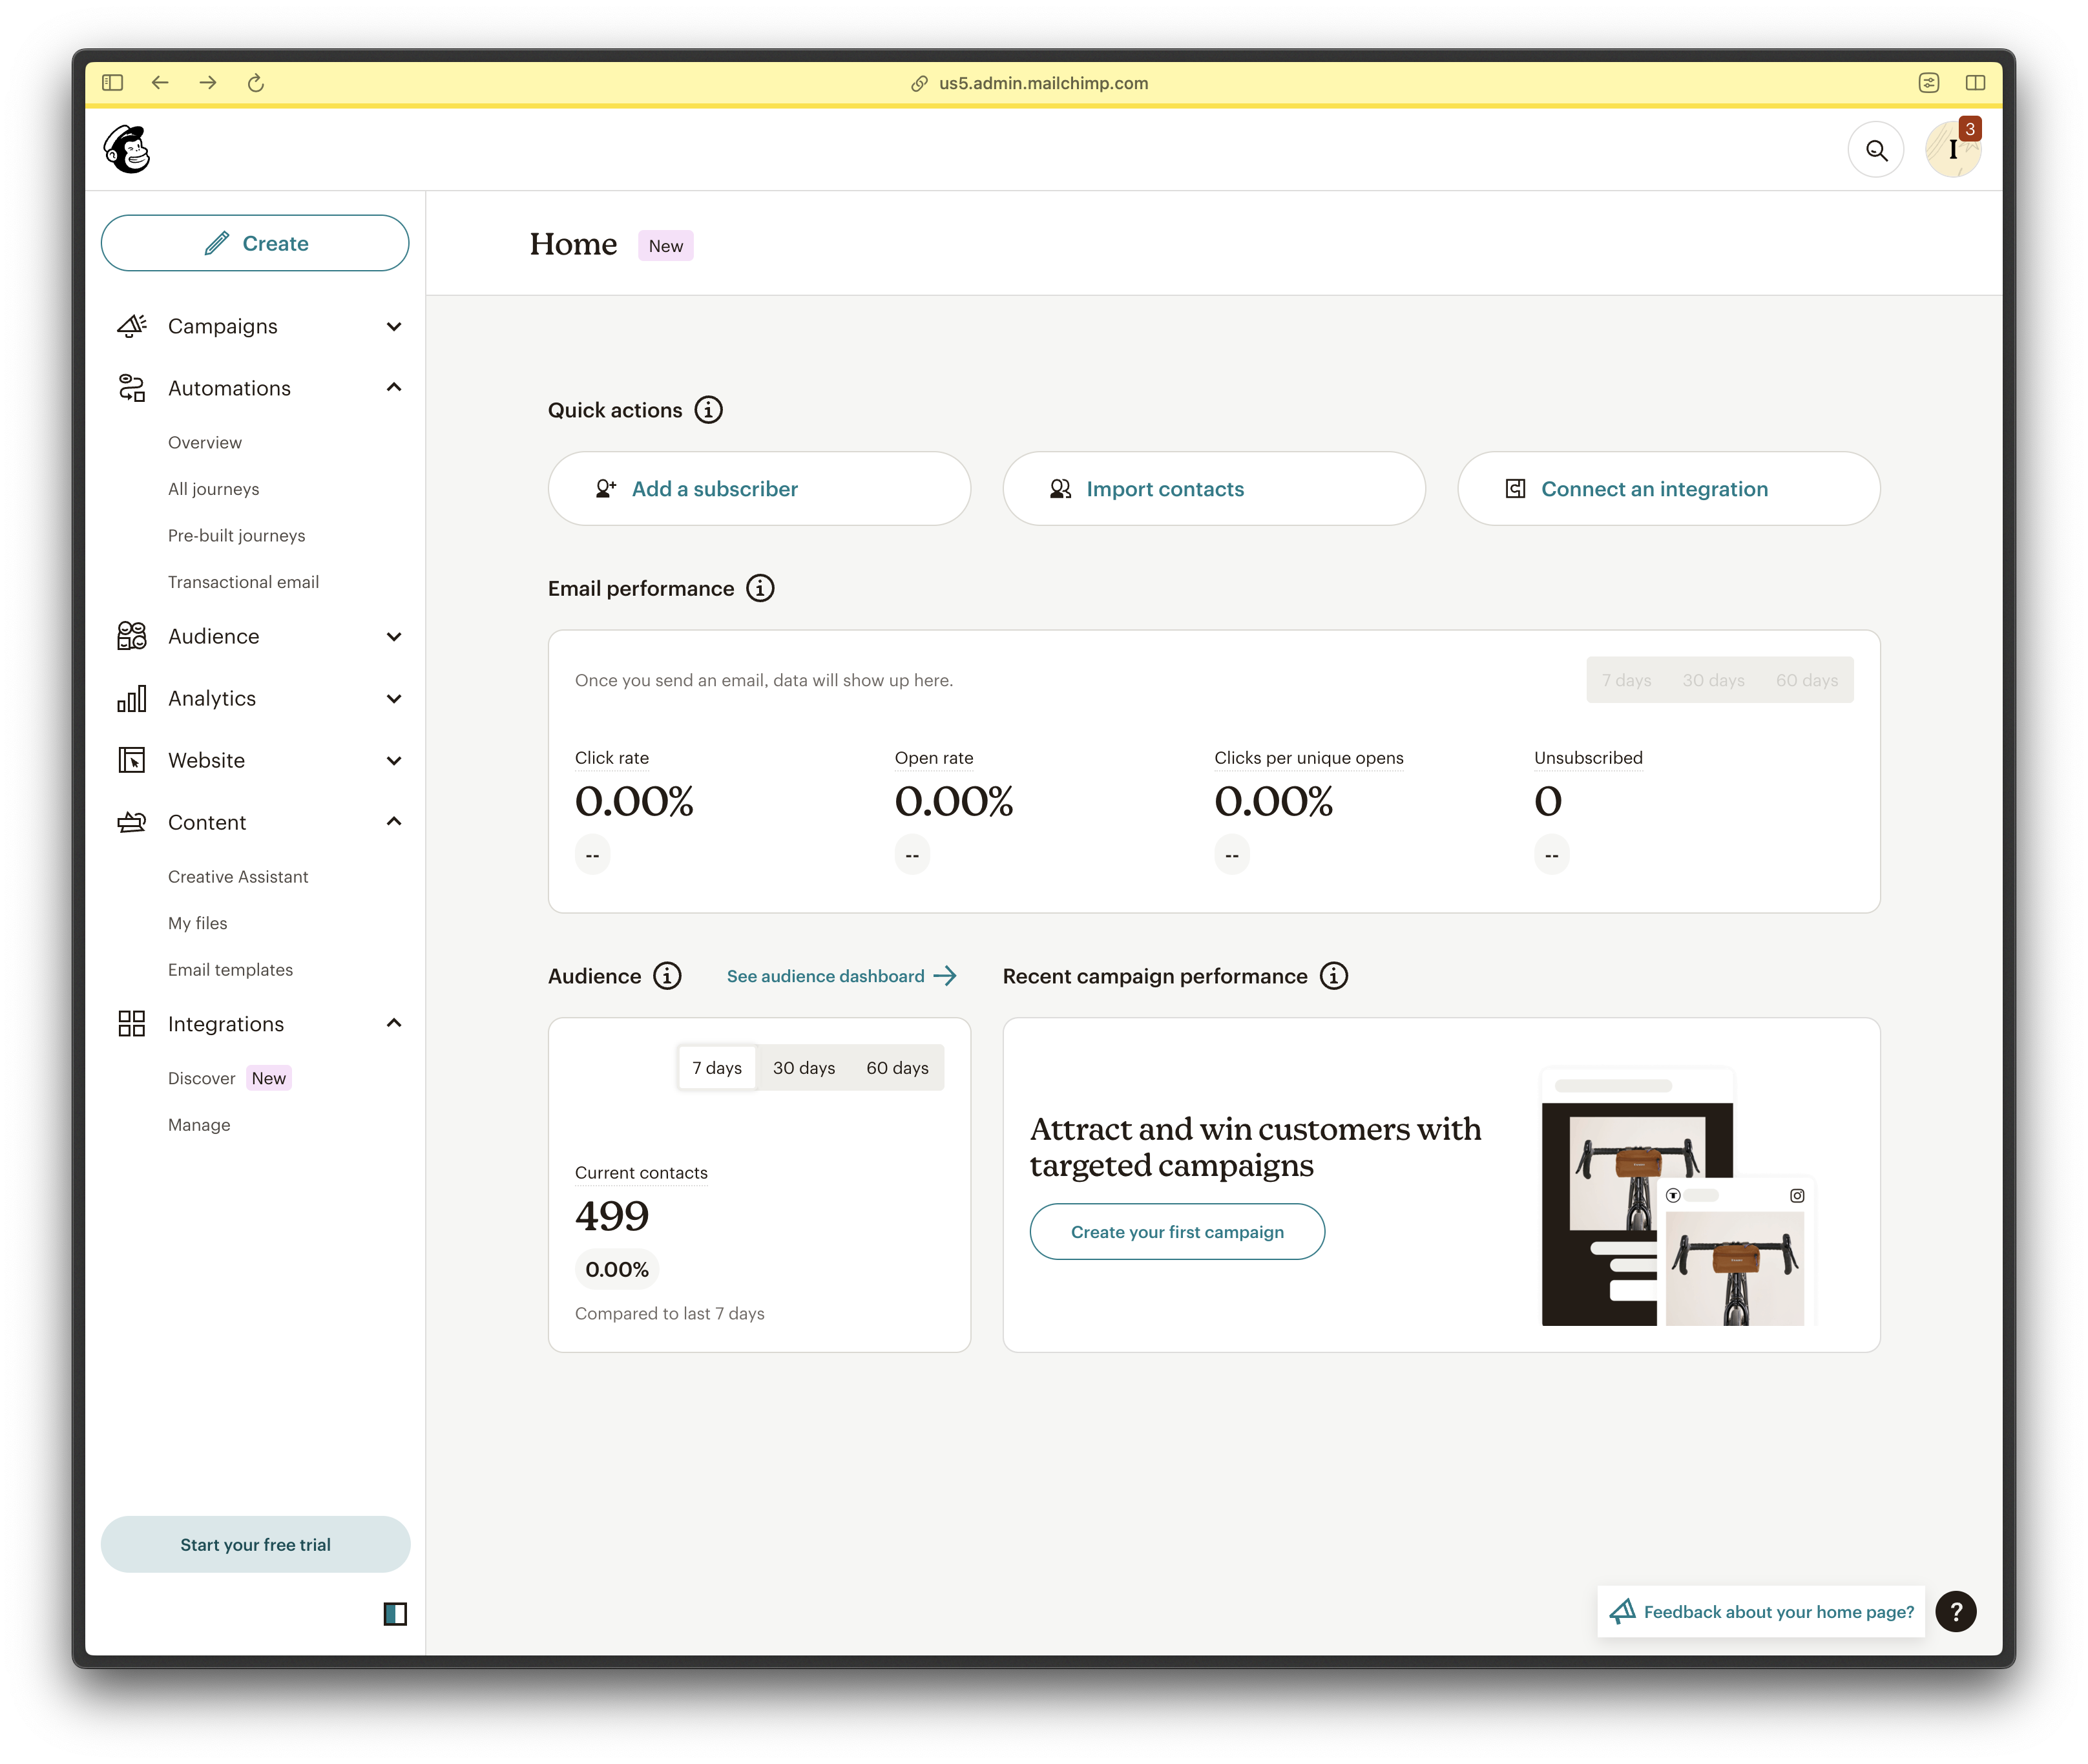 us5.admin.mailchimp.com
3
I
Create
Home New
Campaigns
Automations
Overview
All journeys
Pre-built journeys
Transactional email
Audience
Analytics
Website
Content
Creative Assistant
My files
Email templates
Integrations
Discover New
Manage
Start your free trial
Quick actions
Add a subscriber
Import contacts
Connect an integration
Email performance
Once you send an email, data will show up here.
7 days 30 days 60 days
Click rate
0.00%
--
Open rate
0.00%
--
Clicks per unique opens
0.00%
--
Unsubscribed
0
--
Audience
See audience dashboard
7 days 30 days 60 days
Current contacts
499
0.00%
Compared to last 7 days
Recent campaign performance
Attract and win customers with
targeted campaigns
Create your first campaign
Feedback about your home page?
?